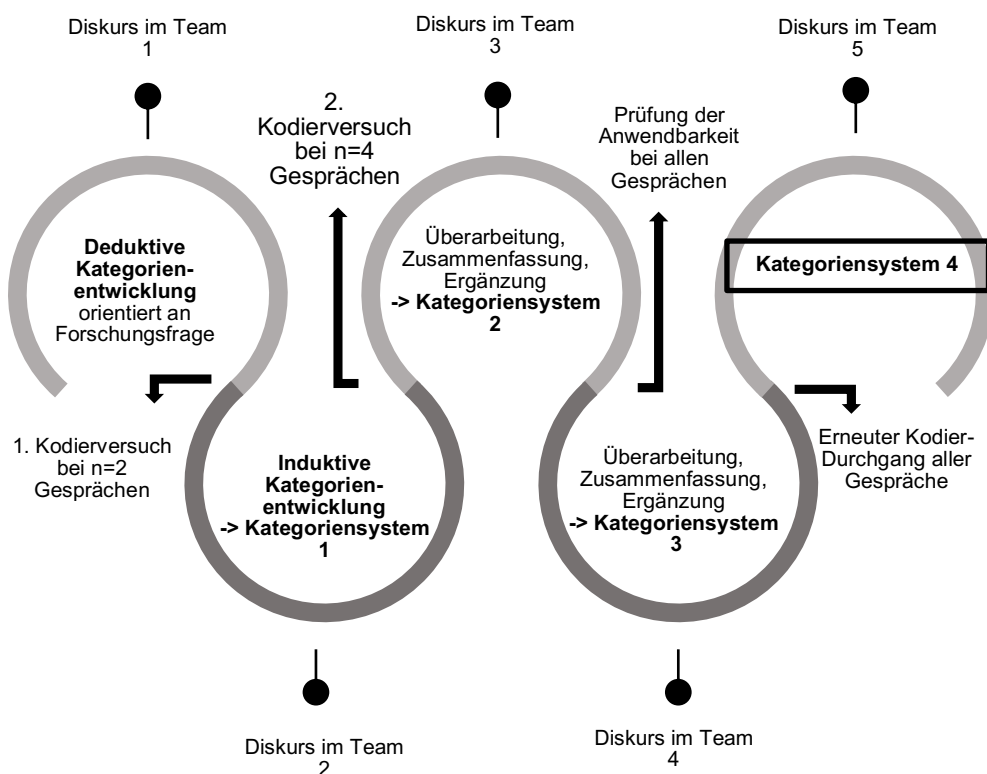 Diskurs im Team
1
Diskurs im Team
3
Diskurs im Team
5
2.
Kodierversuch
bei n=4
Gesprächen
Prüfung der
Anwendbarkeit
bei allen
Gesprächen
Deduktive
Kategorien-
entwicklung
orientiert an
Forschungsfrage
Überarbeitung,
Zusammenfassung,
Ergänzung
-> Kategoriensystem
2
Kategoriensystem 4
1. Kodierversuch
bei n=2
Gesprächen
Induktive
Kategorien-
entwicklung
-> Kategoriensystem
1
Überarbeitung,
Zusammenfassung,
Ergänzung
-> Kategoriensystem
3
Erneuter Kodier-
Durchgang aller
Gespräche
Diskurs im Team
2
Diskurs im Team
4